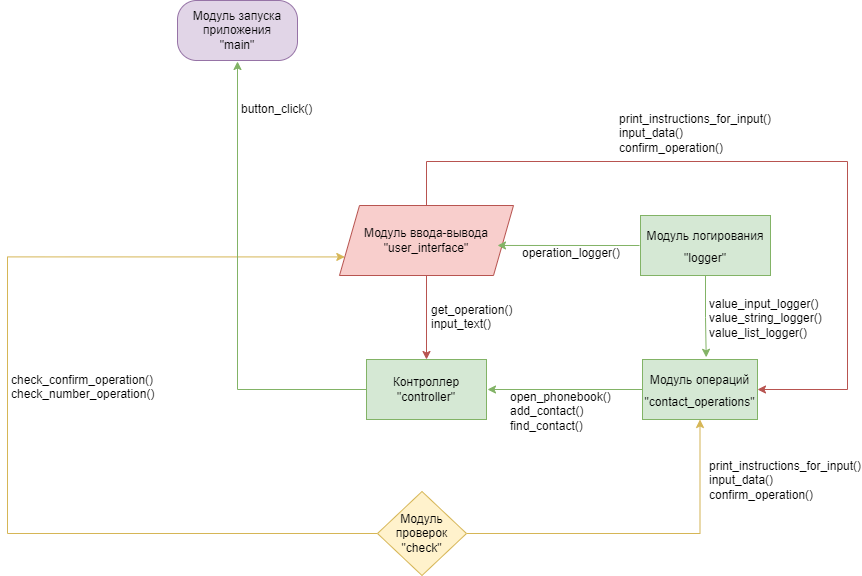 Модуль запуска
приложения
"main"
button_click()
print_instructions_for_input()
input_data()
confirm_operation()
Модуль ввода-вывода
"user_interface"
operation_logger()
Модуль логирования
"logger"
get_operation()
input_text()
value_input_logger()
value_string_logger()
value_list_logger()
check_confirm_operation()
check_number_operation()
Контроллер
"controller"
open_phonebook()
add_contact()
find_contact()
Модуль операций
"contact_operations"
print_instructions_for_input()
input_data()
confirm_operation()
Модуль
проверок
"check"